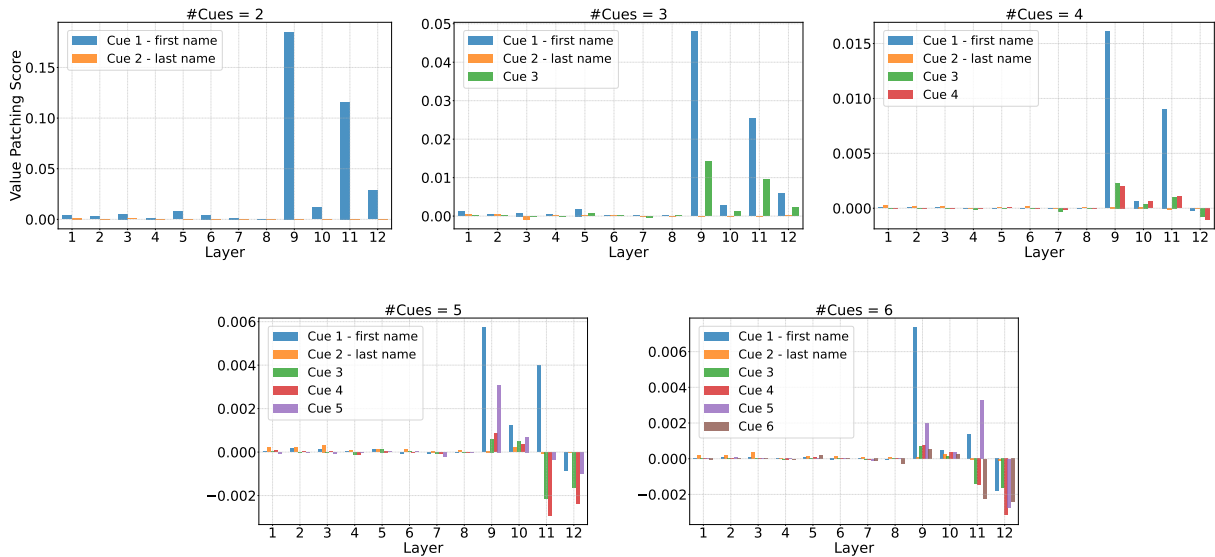 #Cues = 2
Value Patching Score
0.15
0.10
0.05
0.00
Cue 1 - first name
Cue 2 - last name
1 2 3 4 5 6 7 8 9 10 11 12
Layer
#Cues = 3
0.05
0.04
0.03
0.02
0.01
0.00
Cue 1 - first name
Cue 2 - last name
Cue 3
1 2 3 4 5 6 7 8 9 10 11 12
Layer
#Cues = 4
0.015
0.010
0.005
0.000
Cue 1 - first name
Cue 2 - last name
Cue 3
Cue 4
1 2 3 4 5 6 7 8 9 10 11 12
Layer
#Cues = 5
0.006
0.004
0.002
0.000
−0.002
Cue 1 - first name
Cue 2 - last name
Cue 3
Cue 4
Cue 5
1 2 3 4 5 6 7 8 9 10 11 12
Layer
#Cues = 6
0.006
0.004
0.002
0.000
−0.002
Cue 1 - first name
Cue 2 - last name
Cue 3
Cue 4
Cue 5
Cue 6
1 2 3 4 5 6 7 8 9 10 11 12
Layer